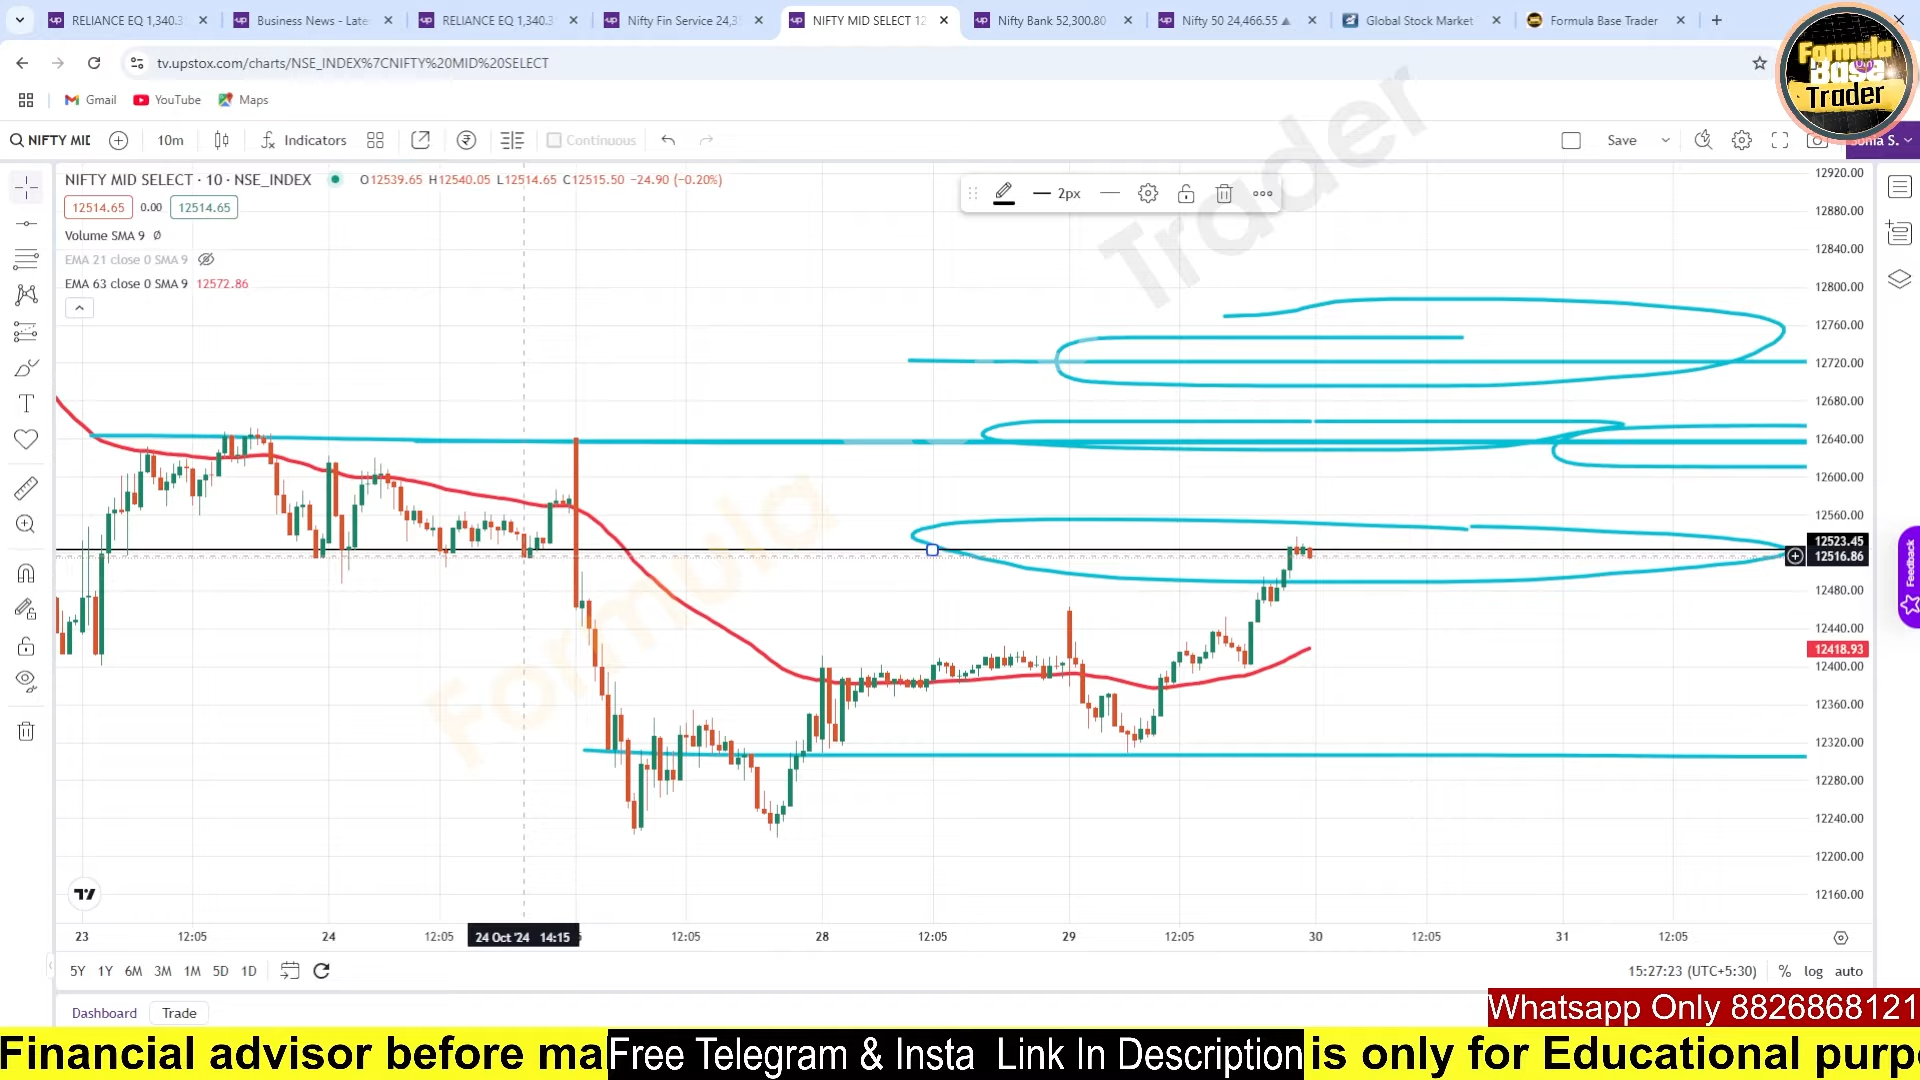 RELIANCE EQ 1,340.3
Business News - Late
RELIANCE EQ 1,340.3
Nifty Fin Service 24,3
NIFTY MID SELECT 12
Nifty Bank 52,300.80
Nifty 50 24,466.55 ▲
Global Stock Market
Formula Base Trader
tv.upstox.com/charts/NSE_INDEX%7CNIFTY%20MID%20SELECT
Gmail
YouTube
Maps
Formula
Base
Trader
NIFTY MID
10m
Indicators
Continuous
Save
nia S.
NIFTY MID SELECT · 10 · NSE_INDEX
O12539.65 H12540.05 L12514.65 C12515.50 −24.90 (−0.20%)
12514.65
0.00
12514.65
Volume SMA 9 Ø
EMA 21 close 0 SMA 9
EMA 63 close 0 SMA 9 12572.86
2px
Formula
Trader
12920.00
12880.00
12840.00
12800.00
12760.00
12720.00
12680.00
12640.00
12600.00
12560.00
12523.45
12516.86
12480.00
12440.00
12418.93
12400.00
12360.00
12320.00
12280.00
12240.00
12200.00
12160.00
Feedback
23
12:05
24
12:05
24 Oct '24 14:15
12:05
28
12:05
29
12:05
30
12:05
31
12:05
5Y 1Y 6M 3M 1M 5D 1D
15:27:23 (UTC+5:30)
% log auto
Dashboard
Trade
Whatsapp Only 8826868121
Financial advisor before ma
Free Telegram & Insta Link In Description
is only for Educational purp